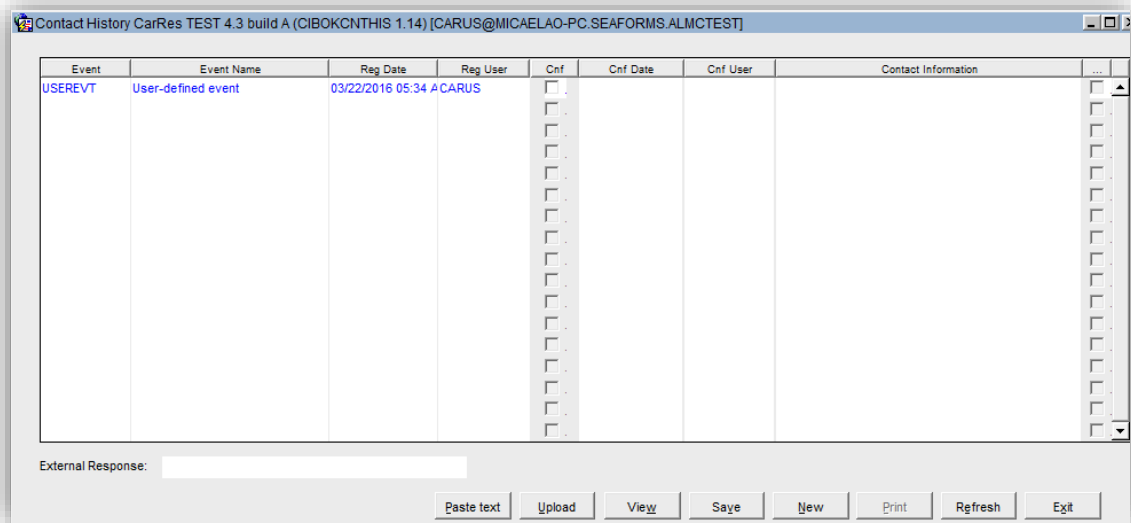 Contact History CarRes TEST 4.3 build A (CIBOKCNTHIS 1.14) [CARUS@MICAELAO-PC.SEAFORMS.ALMCTEST]
Event Event Name Reg Date Reg User Cnf Cnf Date Cnf User Contact Information ...
USEREVT User-defined event 03/22/2016 05:34 A CARUS
External Response:
Paste text Upload View Save New Print Refresh Exit